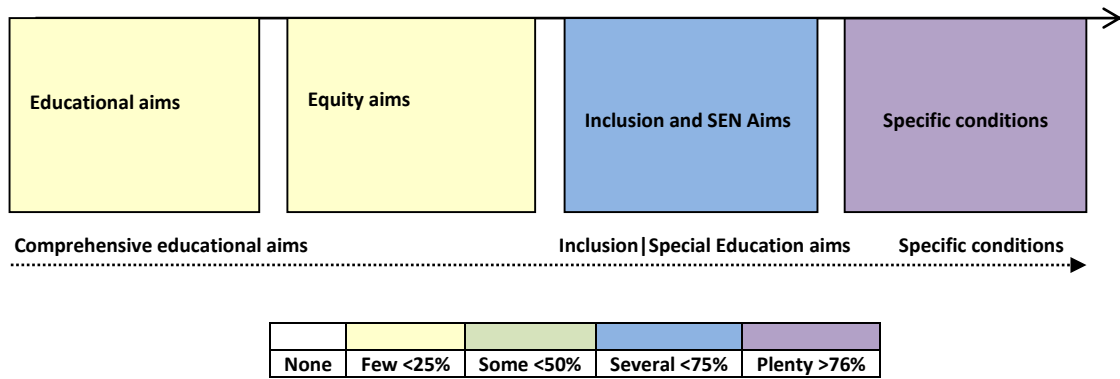 Educational aims
Equity aims
Inclusion and SEN Aims
Specific conditions
Comprehensive educational aims
Inclusion|Special Education aims
Specific conditions
None Few <25% Some <50% Several <75% Plenty >76%